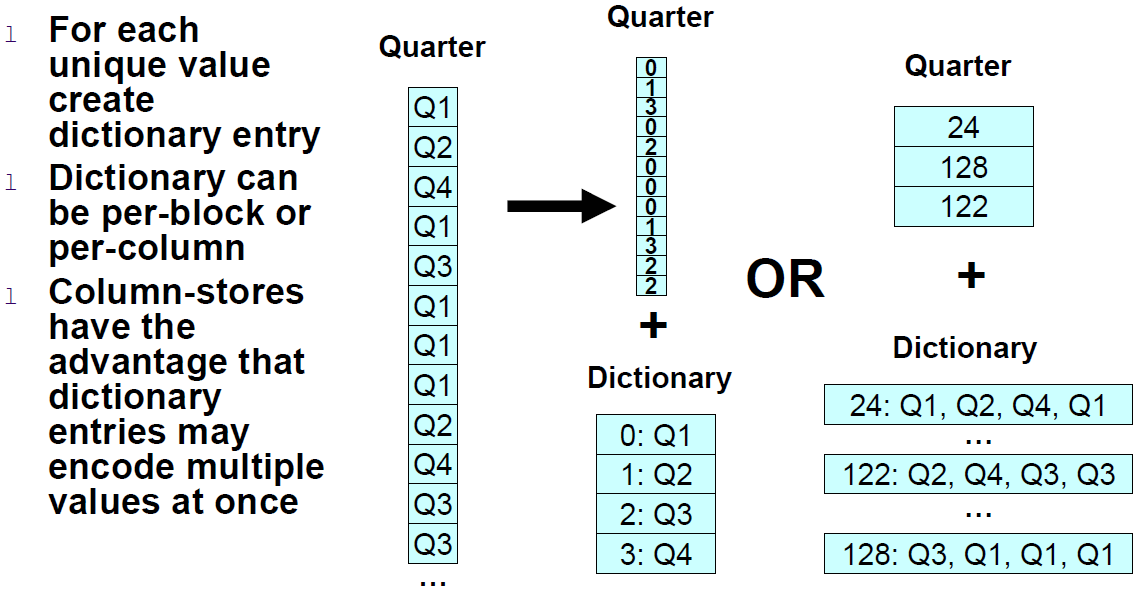 l For each
unique value
create
dictionary entry
l Dictionary can
be per-block or
per-column
l Column-stores
have the
advantage that
dictionary
entries may
encode multiple
values at once
Quarter
Q1
Q2
Q4
Q1
Q3
Q1
Q1
Q1
Q2
Q4
Q3
Q3
...
Quarter
0
1
3
0
2
0
0
0
1
3
2
2
+
Dictionary
0: Q1
1: Q2
2: Q3
3: Q4
OR
Quarter
24
128
122
+
Dictionary
24: Q1, Q2, Q4, Q1
...
122: Q2, Q4, Q3, Q3
...
128: Q3, Q1, Q1, Q1